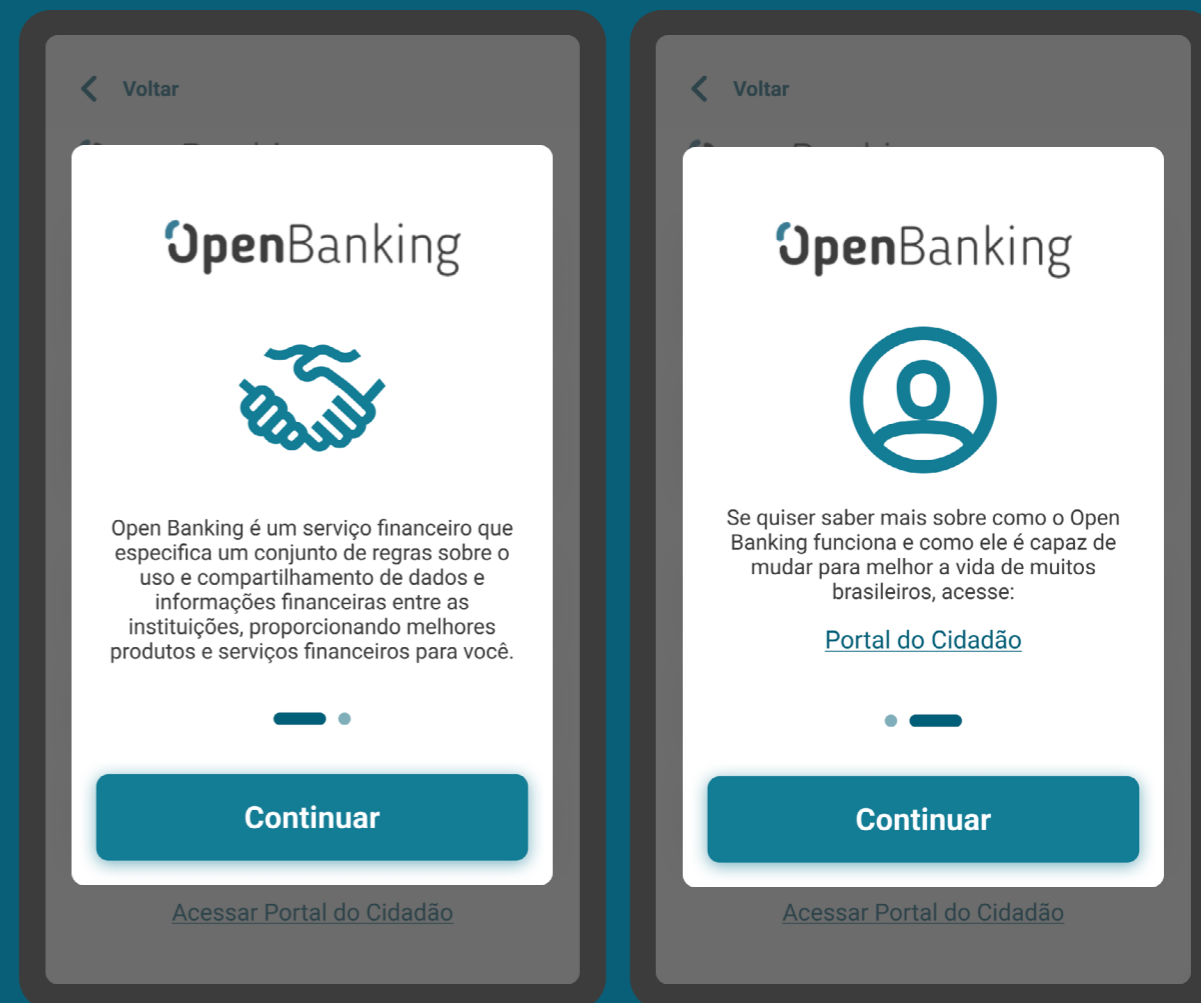 Voltar
OpenBanking
Open Banking é um serviço financeiro que
especifica um conjunto de regras sobre o
uso e compartilhamento de dados e
informações financeiras entre as
instituições, proporcionando melhores
produtos e serviços financeiros para você.
Continuar
Acessar Portal do Cidadão
Voltar
OpenBanking
Se quiser saber mais sobre como o Open
Banking funciona e como ele é capaz de
mudar para melhor a vida de muitos
brasileiros, acesse:
Portal do Cidadão
Continuar
Acessar Portal do Cidadão